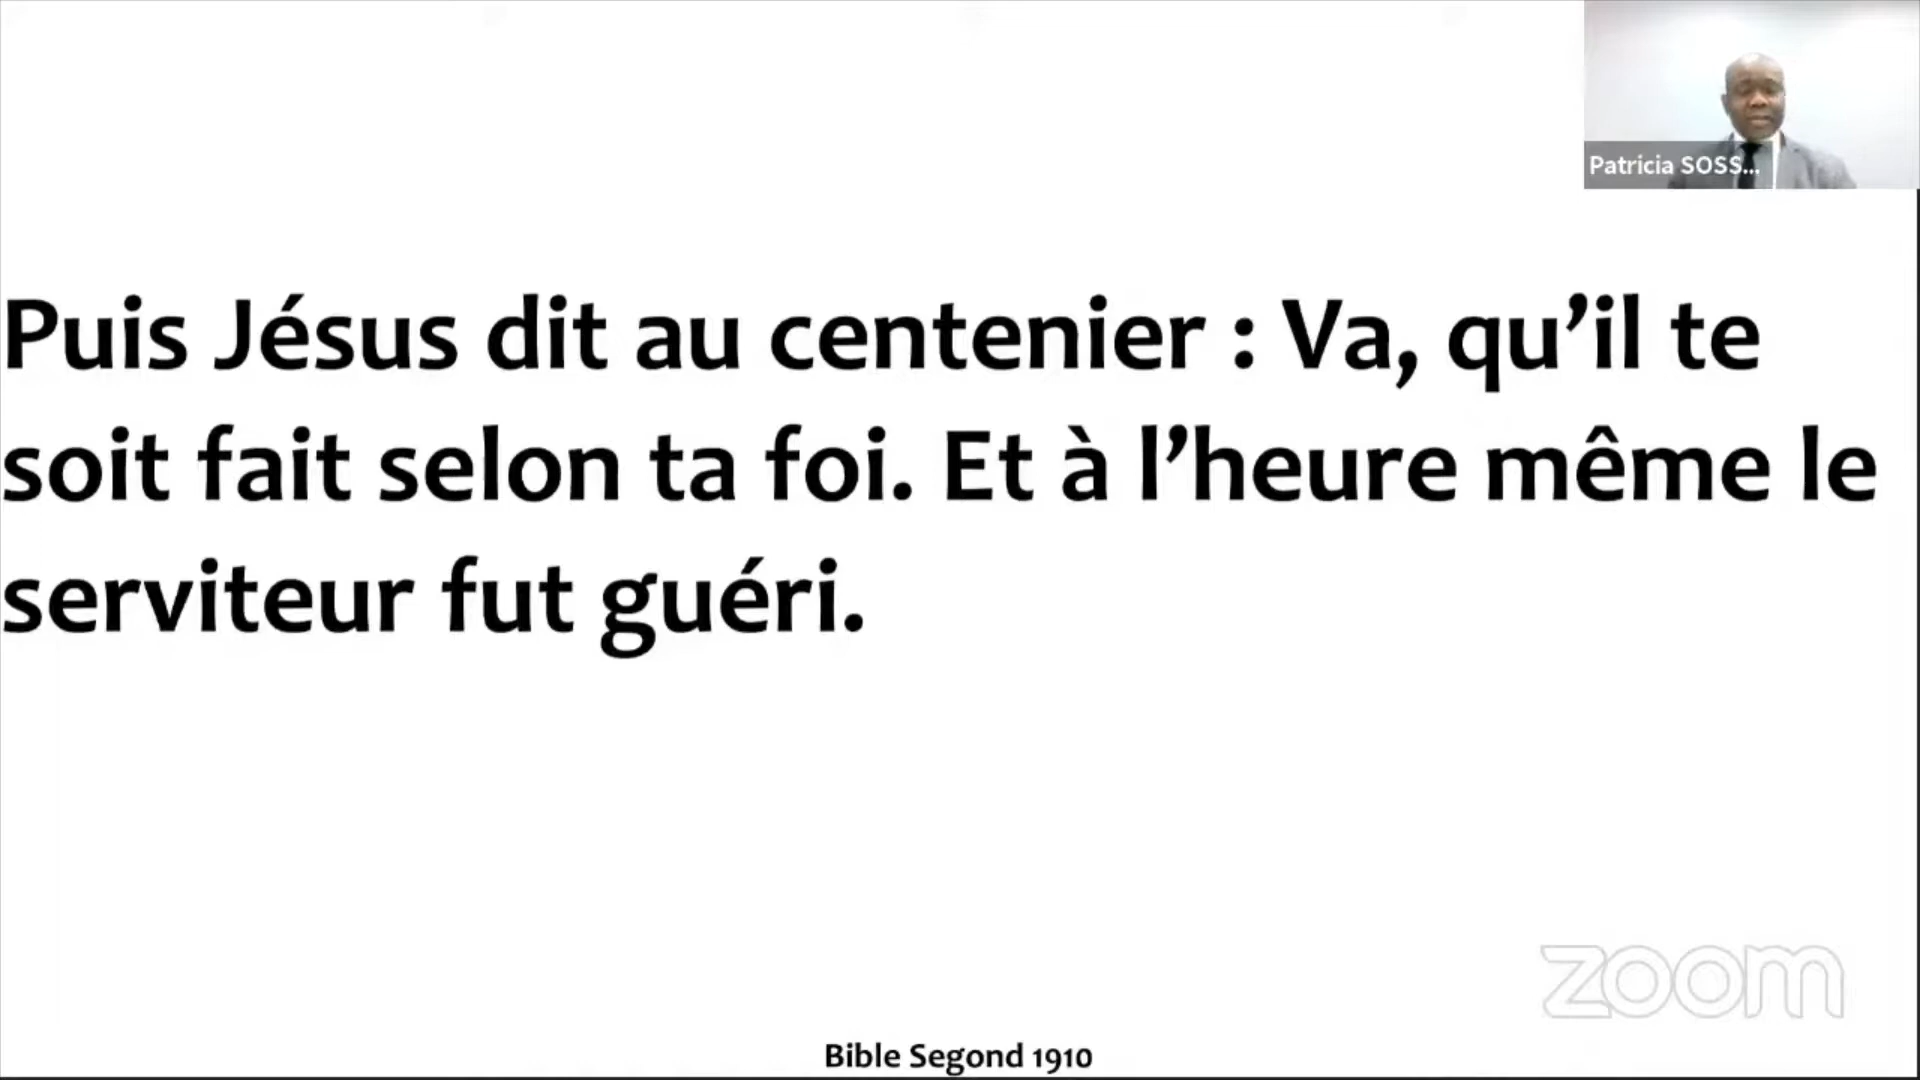 Patricia SOSS...
Puis Jésus dit au centenier : Va, qu’il te
soit fait selon ta foi. Et à l’heure même le
serviteur fut guéri.
zoom
Bible Segond 1910